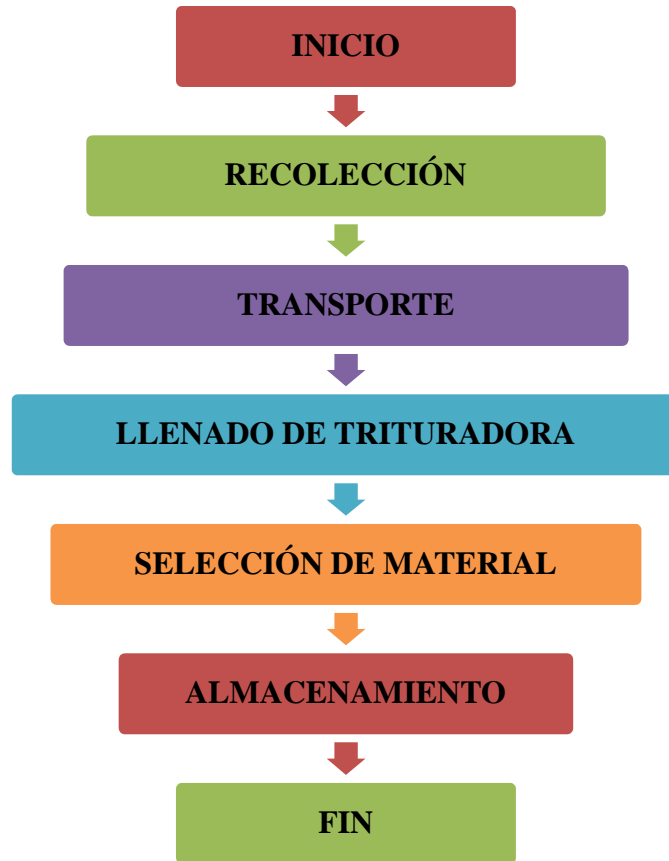 INICIO
RECOLECCIÓN
TRANSPORTE
LLENADO DE TRITURADORA
SELECCIÓN DE MATERIAL
ALMACENAMIENTO
FIN